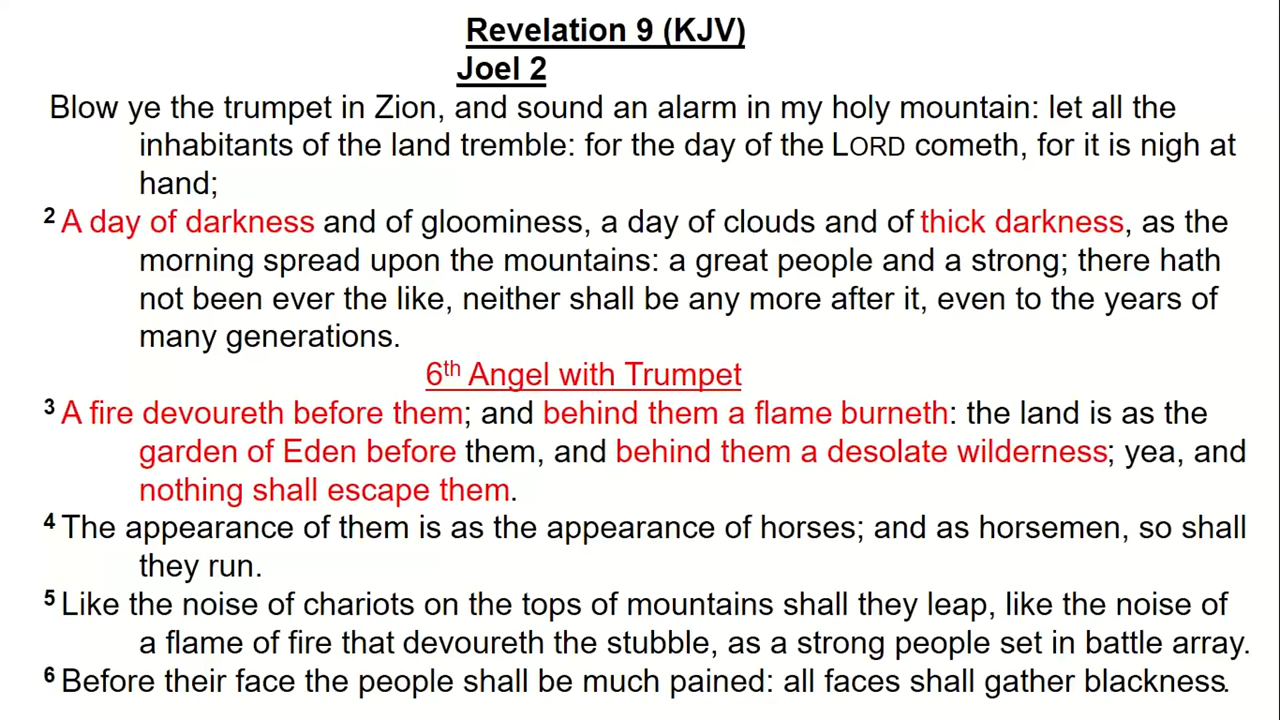 Revelation 9 (KJV)
Joel 2
Blow ye the trumpet in Zion, and sound an alarm in my holy mountain: let all the
inhabitants of the land tremble: for the day of the LORD cometh, for it is nigh at
hand;
2 A day of darkness and of gloominess, a day of clouds and of thick darkness, as the
morning spread upon the mountains: a great people and a strong; there hath
not been ever the like, neither shall be any more after it, even to the years of
many generations.
6th Angel with Trumpet
3 A fire devoureth before them; and behind them a flame burneth: the land is as the
garden of Eden before them, and behind them a desolate wilderness; yea, and
nothing shall escape them.
4 The appearance of them is as the appearance of horses; and as horsemen, so shall
they run.
5 Like the noise of chariots on the tops of mountains shall they leap, like the noise of
a flame of fire that devoureth the stubble, as a strong people set in battle array.
6 Before their face the people shall be much pained: all faces shall gather blackness.